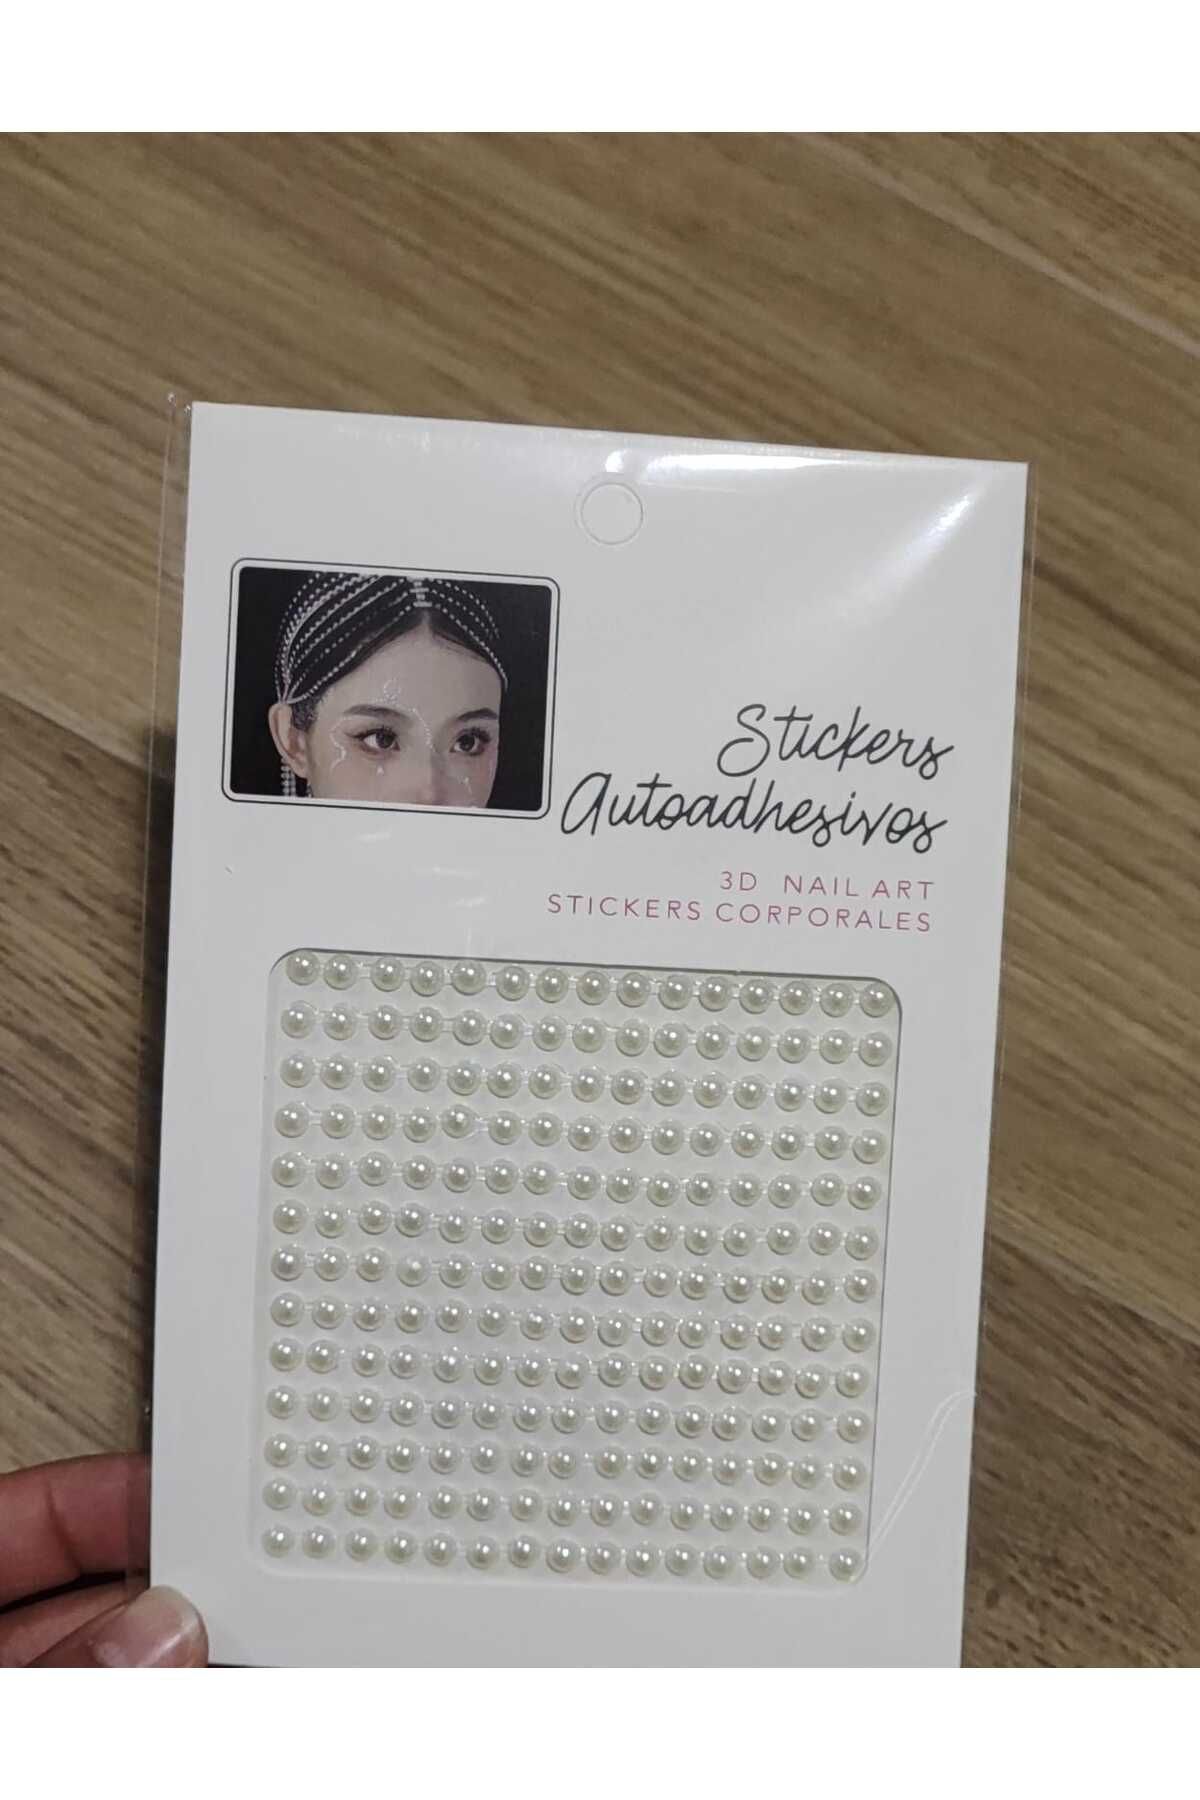 Stickers
Autoadhesivos
3D NAIL ART
STICKERS CORPORALES